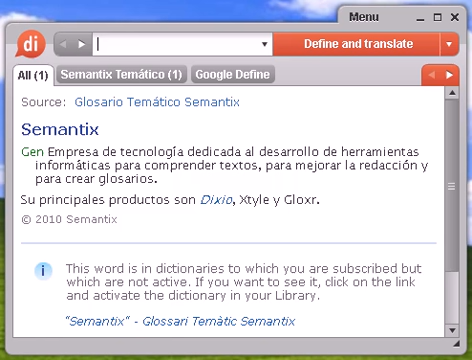 Menu
di
Define and translate
All (1) Semantix Temático (1) Google Define
Source: Glosario Temático Semantix
Semantix
Gen Empresa de tecnología dedicada al desarrollo de herramientas
informáticas para comprender textos, para mejorar la redacción y
para crear glosarios.
Su principales productos son Dixio, Xtyle y Gloxr.
© 2010 Semantix
i
This word is in dictionaries to which you are subscribed but
which are not active. If you want to see it, click on the link
and activate the dictionary in your Library.
"Semantix" - Glossari Temàtic Semantix